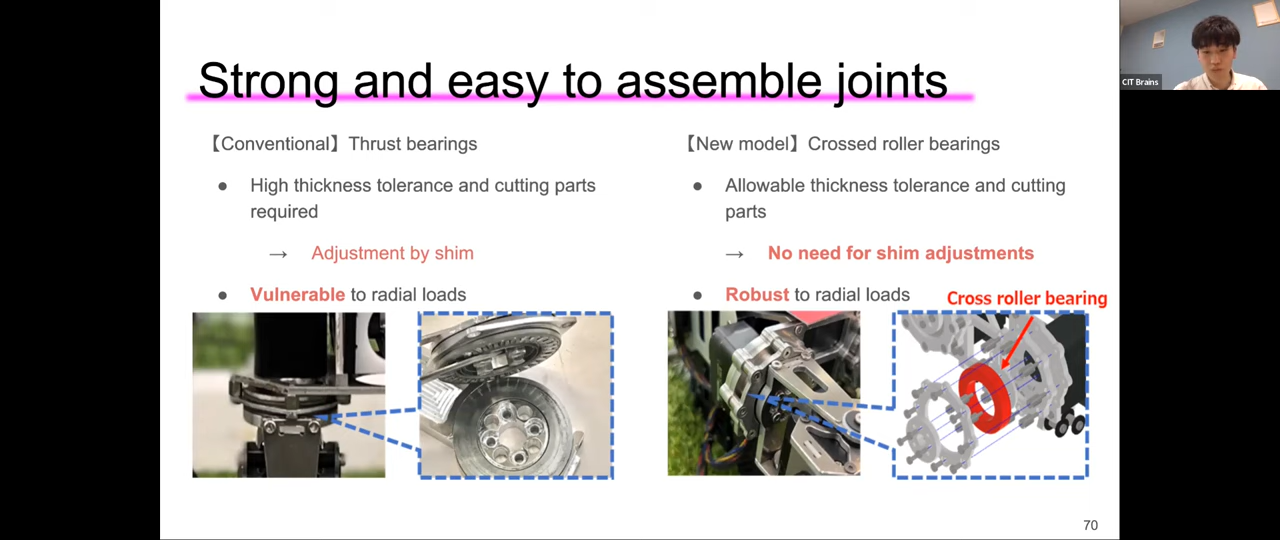 Strong and easy to assemble joints
【Conventional】Thrust bearings
● High thickness tolerance and cutting parts
required
→ Adjustment by shim
● Vulnerable to radial loads
【New model】Crossed roller bearings
● Allowable thickness tolerance and cutting
parts
→ No need for shim adjustments
● Robust to radial loads
Cross roller bearing
70
CIT Brains